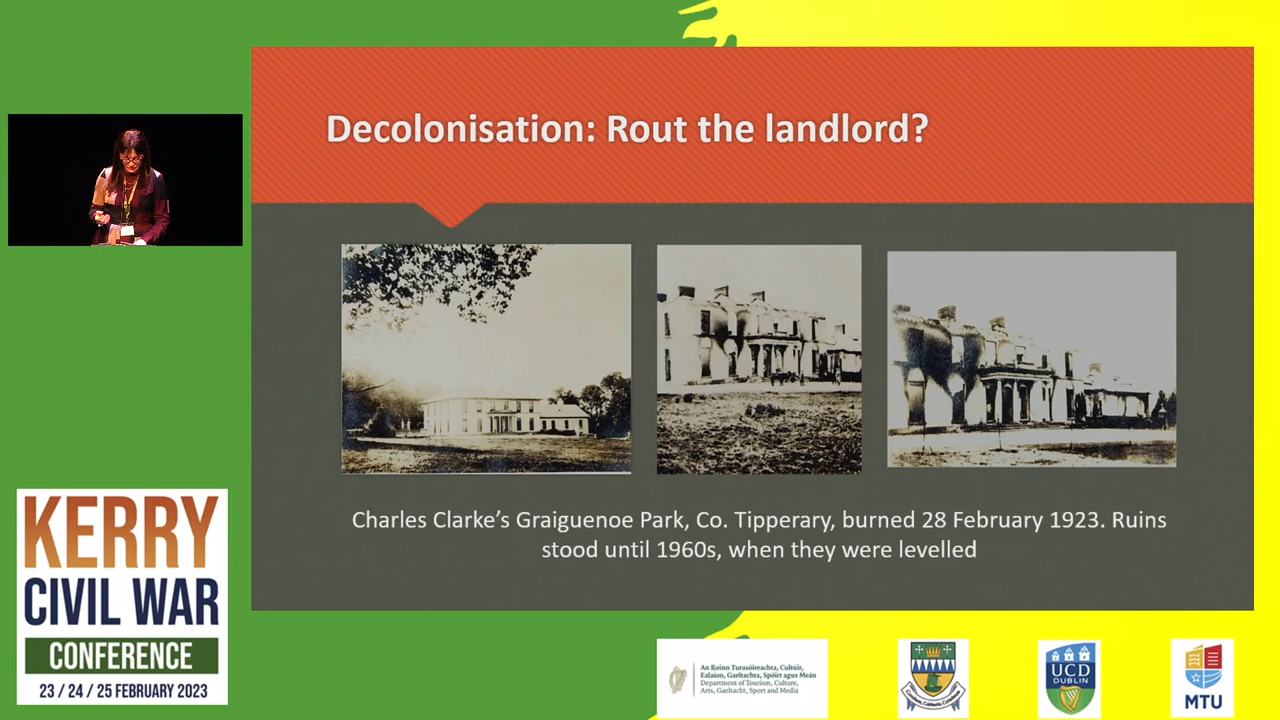 Decolonisation: Rout the landlord?
Charles Clarke’s Graiguenoe Park, Co. Tipperary, burned 28 February 1923. Ruins
stood until 1960s, when they were levelled
KERRY
CIVIL WAR
CONFERENCE
23 / 24 / 25 FEBRUARY 2023
An Roinn Turasóireachta, Cultúir,
Ealaíon, Gaeltachta, Spóirt agus Meán
Department of Tourism, Culture,
Arts, Gaeltacht, Sport and Media
UCD
DUBLIN
MTU